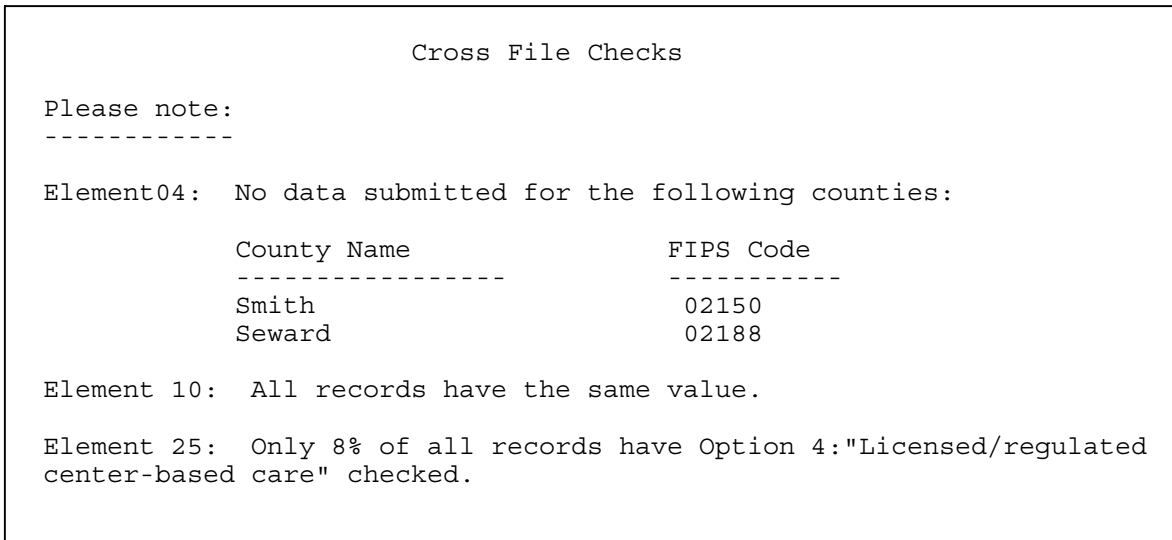 Cross File Checks
Please note:
------------
Element04:  No data submitted for the following counties:
County Name                FIPS Code
-----------------          -----------
Smith                       02150
Seward                      02188
Element 10:  All records have the same value.
Element 25:  Only 8% of all records have Option 4:"Licensed/regulated
center-based care" checked.